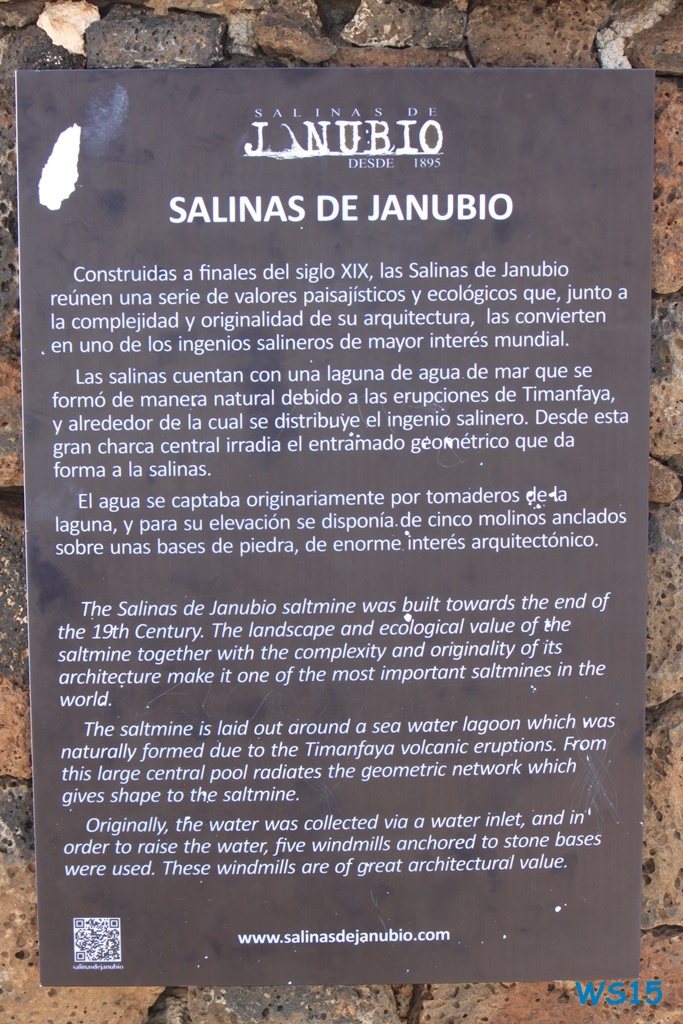 SALINAS DE
JANUBIO
DESDE 1895
SALINAS DE JANUBIO
Construidas a finales del siglo XIX, las Salinas de Janubio
reúnen una serie de valores paisajísticos y ecológicos que, junto a
la complejidad y originalidad de su arquitectura, las convierten
en uno de los ingenios salineros de mayor interés mundial.
Las salinas cuentan con una laguna de agua de mar que se
formó de manera natural debido a las erupciones de Timanfaya,
y alrededor de la cual se distribuye el ingenio salinero. Desde esta
gran charca central irradia el entramado geométrico que da
forma a la salinas.
El agua se captaba originariamente por tomaderos de la
laguna, y para su elevación se disponía de cinco molinos anclados
sobre unas bases de piedra, de enorme interés arquitectónico.
The Salinas de Janubio saltmine was built towards the end of
the 19th Century. The landscape and ecological value of the
saltmine together with the complexity and originality of its
architecture make it one of the most important saltmines in the
world.
The saltmine is laid out around a sea water lagoon which was
naturally formed due to the Timanfaya volcanic eruptions. From
this large central pool radiates the geometric network which
gives shape to the saltmine.
Originally, the water was collected via a water inlet, and in
order to raise the water, five windmills anchored to stone bases
were used. These windmills are of great architectural value.
www.salinasdejanubio.com
salinasdejanubio
WS15